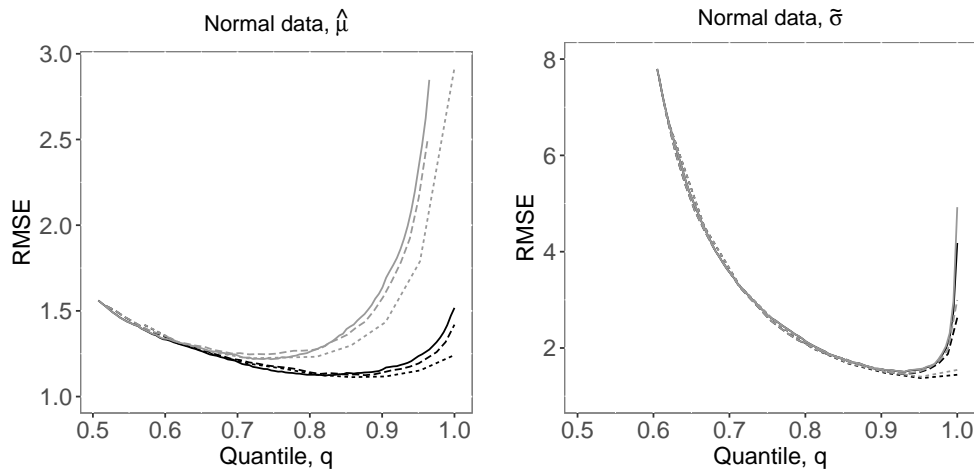 Normal data, μ̂
RMSE
3.0
2.5
2.0
1.5
1.0
0.5 0.6 0.7 0.8 0.9 1.0
Quantile, q
Normal data, σ̃
RMSE
8
6
4
2
0.5 0.6 0.7 0.8 0.9 1.0
Quantile, q